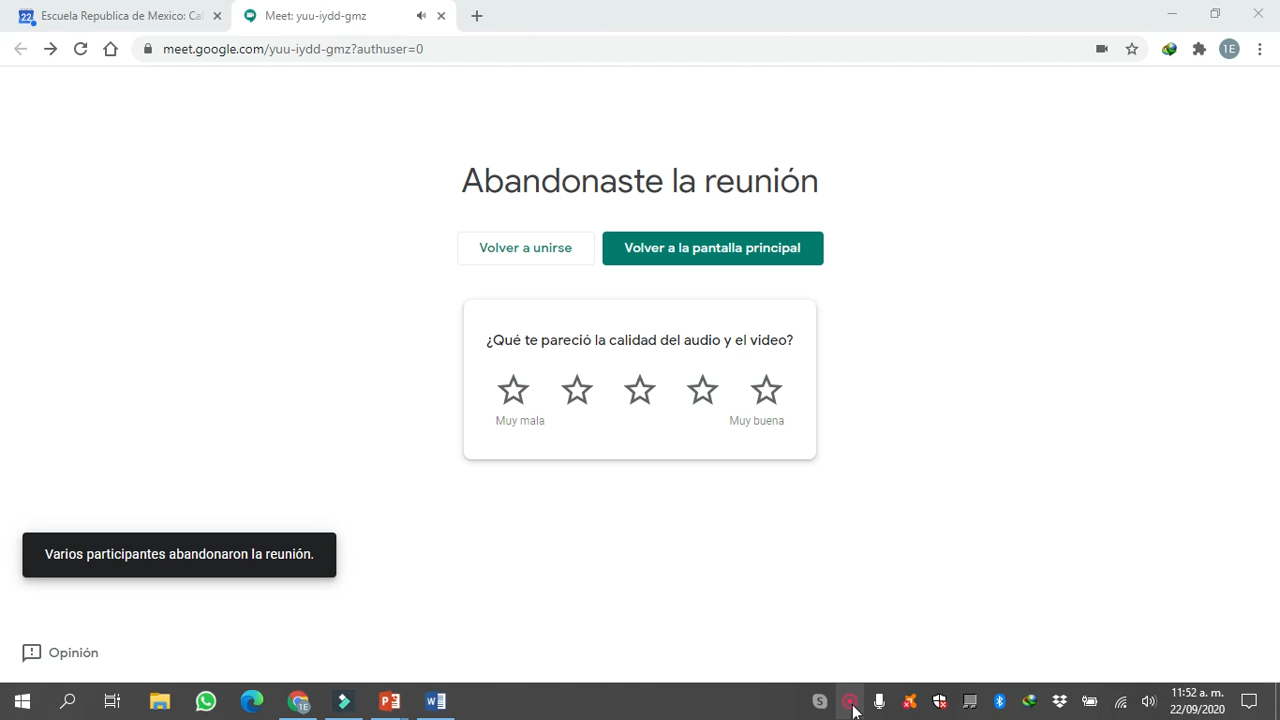 22 Escuela Republica de Mexico: Cal
Meet: yuu-iydd-gmz
meet.google.com/yuu-iydd-gmz?authuser=0
1E
Abandonaste la reunión
Volver a unirse
Volver a la pantalla principal
¿Qué te pareció la calidad del audio y el video?
Muy mala
Muy buena
Varios participantes abandonaron la reunión.
Opinión
11:52 a. m.
22/09/2020